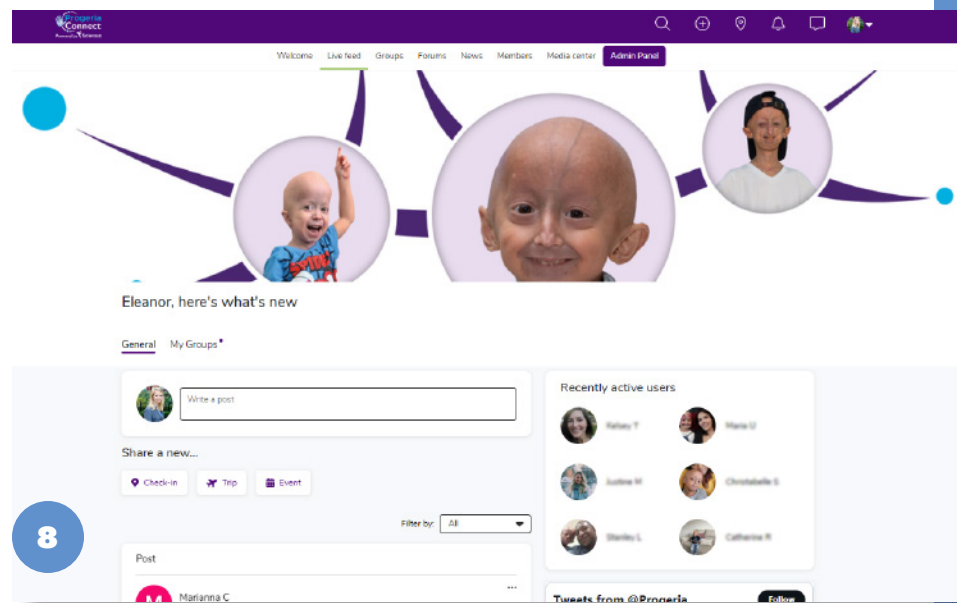 Progeria
Connect
Welcome Live feed Groups Forums News Members Media center Admin Panel
Eleanor, here's what's new
General My Groups
Write a post
Recently active users
Kelsey T
Maria U
Share a new...
Check-in Trip Event
Justine M
Christabelle S
Filter by: All
8
Stanley L
Catherine R
Post
M Marianna C
...
Tweets from @Progeria Follow